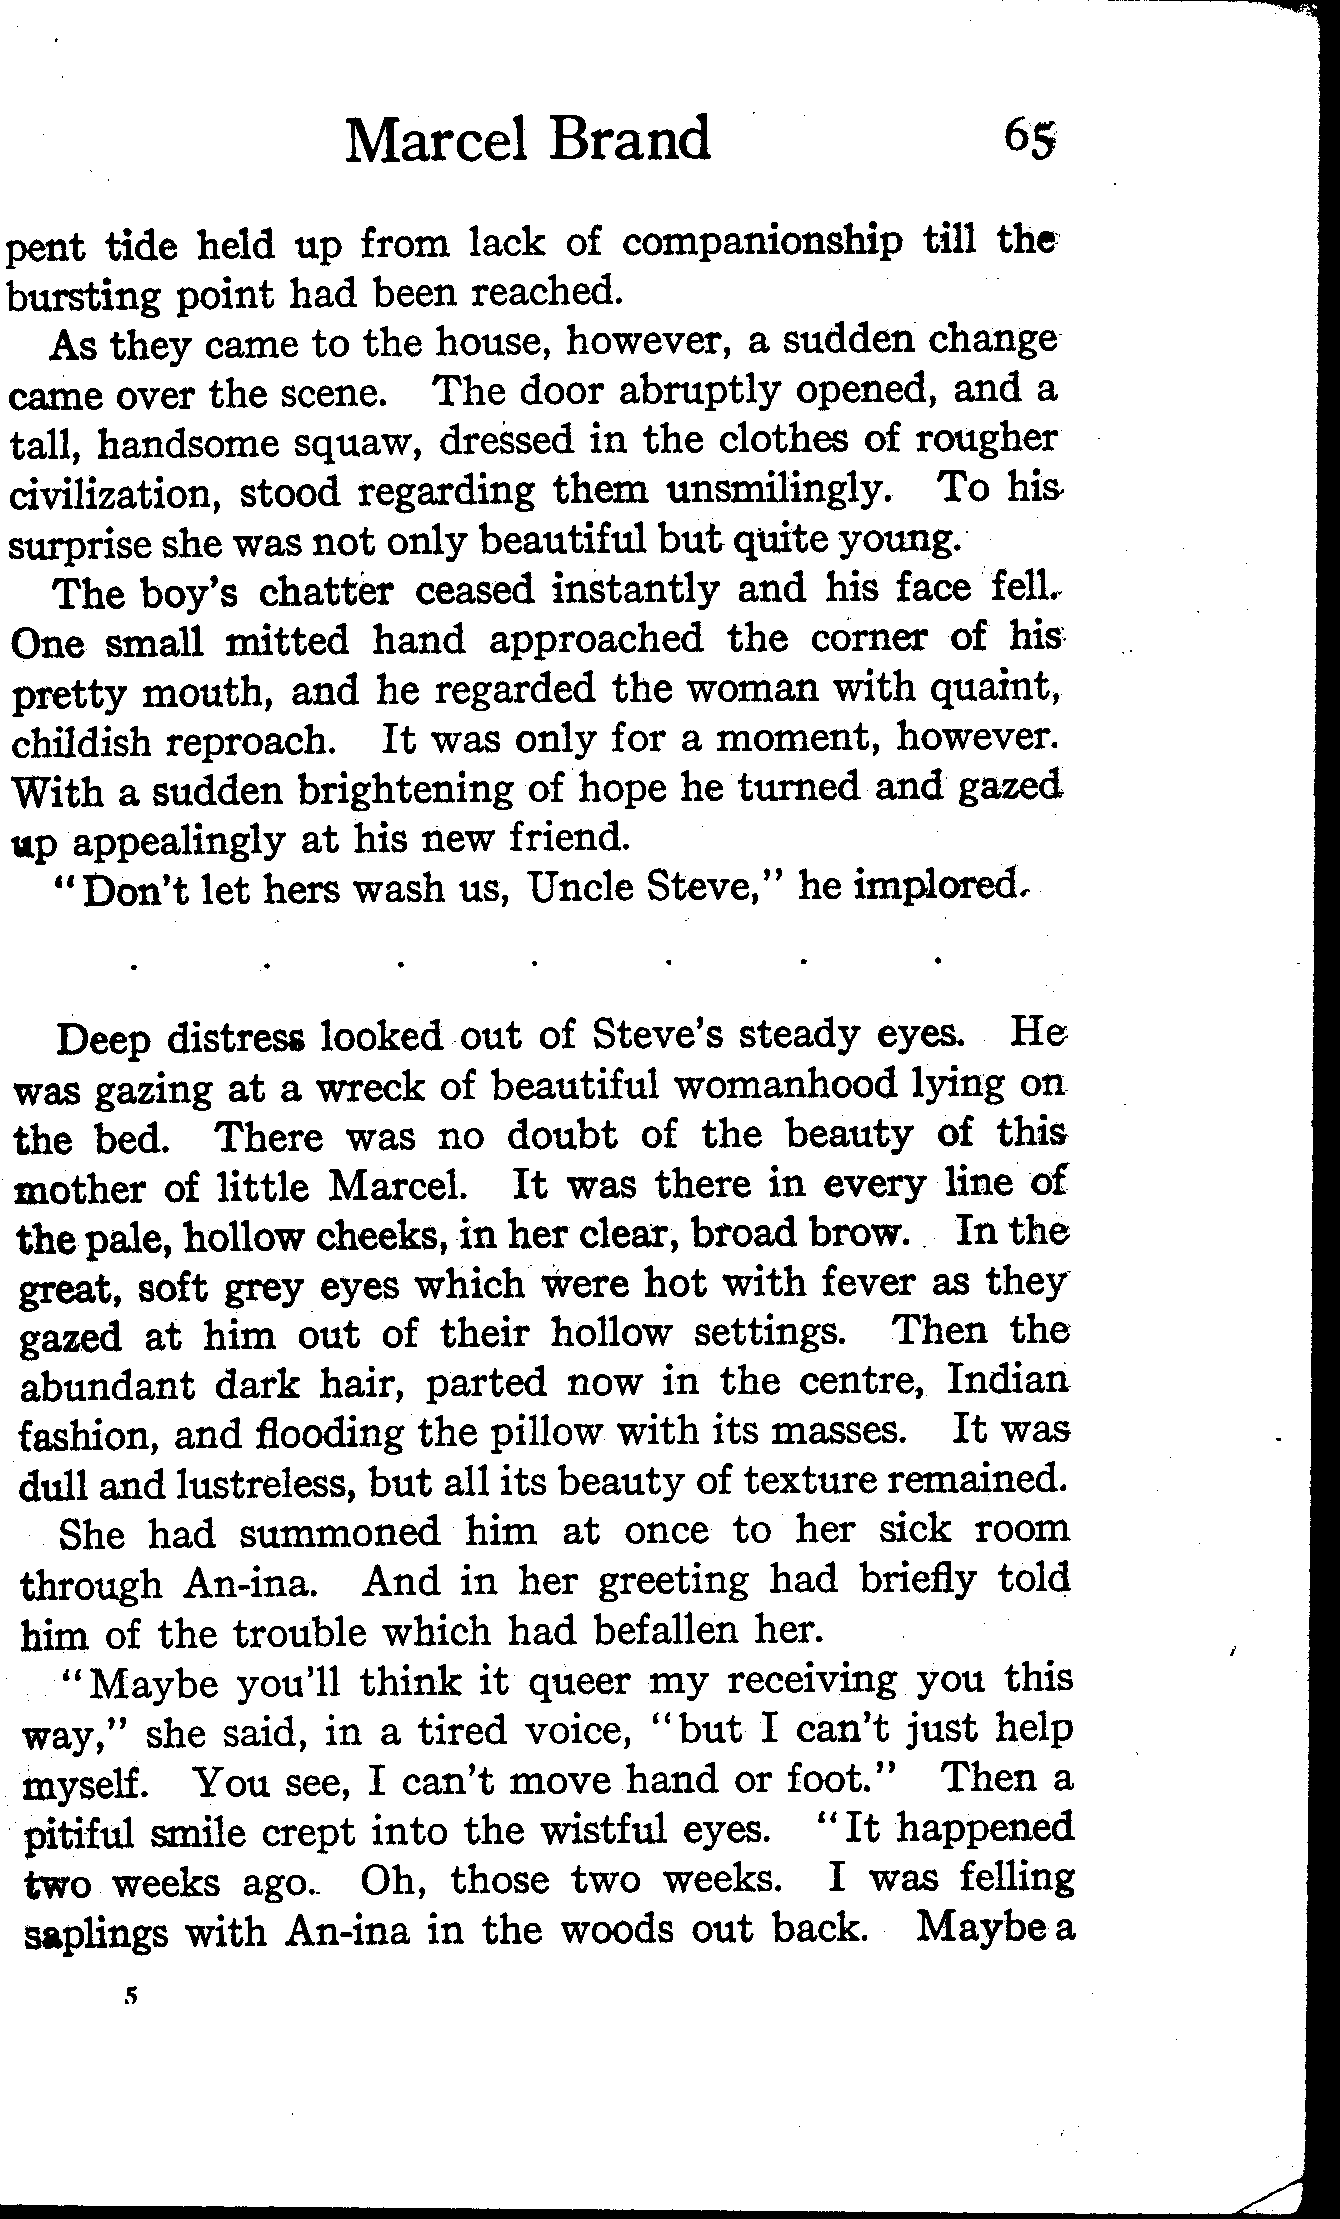 Marcel Brand 65
pent tide held up from lack of companionship till the
bursting point had been reached.
As they came to the house, however, a sudden change
came over the scene. The door abruptly opened, and a
tall, handsome squaw, dressed in the clothes of rougher
civilization, stood regarding them unsmilingly. To his
surprise she was not only beautiful but quite young.
The boy's chatter ceased instantly and his face fell.
One small mitted hand approached the corner of his
pretty mouth, and he regarded the woman with quaint,
childish reproach. It was only for a moment, however.
With a sudden brightening of hope he turned and gazed
up appealingly at his new friend.
"Don't let hers wash us, Uncle Steve," he implored.
. . . . . . .
Deep distress looked out of Steve's steady eyes. He
was gazing at a wreck of beautiful womanhood lying on
the bed. There was no doubt of the beauty of this
mother of little Marcel. It was there in every line of
the pale, hollow cheeks, in her clear, broad brow. In the
great, soft grey eyes which were hot with fever as they
gazed at him out of their hollow settings. Then the
abundant dark hair, parted now in the centre, Indian
fashion, and flooding the pillow with its masses. It was
dull and lustreless, but all its beauty of texture remained.
She had summoned him at once to her sick room
through An-ina. And in her greeting had briefly told
him of the trouble which had befallen her.
"Maybe you'll think it queer my receiving you this
way," she said, in a tired voice, "but I can't just help
myself. You see, I can't move hand or foot." Then a
pitiful smile crept into the wistful eyes. "It happened
two weeks ago. Oh, those two weeks. I was felling
saplings with An-ina in the woods out back. Maybe a
5